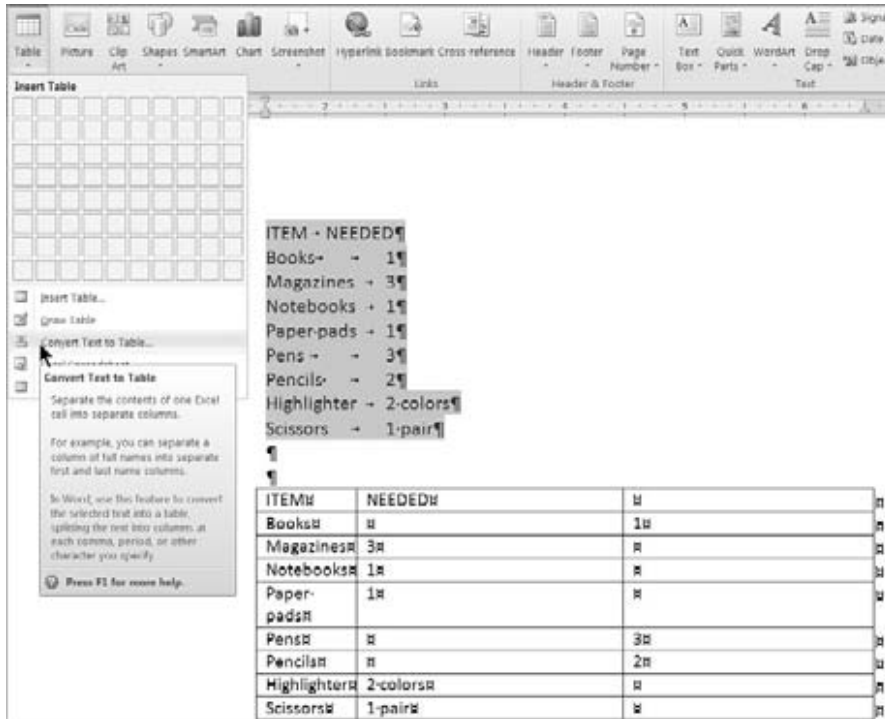 Table Picture Clip Art Shapes SmartArt Chart Screenshot Hyperlink Bookmark Cross-reference Header Footer Page Number Text Box Quick Parts WordArt Drop Cap Date
Links Header & Footer Text
Insert Table
Insert Table...
Draw Table
Convert Text to Table...
Convert Text to Table
Separate the contents of one Excel
cell into separate columns.
For example, you can separate a
column of full names into separate
first and last name columns.
In Word, use this feature to convert
the selected text into a table,
splitting the text into columns at
each comma, period, or other
character you specify.
Press F1 for more help.
ITEM → NEEDED¶
Books→ → 1¶
Magazines → 3¶
Notebooks → 1¶
Paper·pads → 1¶
Pens → → 3¶
Pencils→ → 2¶
Highlighter → 2·colors¶
Scissors → 1·pair¶
¶
¶
ITEM¤ NEEDED¤ ¤ ¤
Books¤ ¤ 1¤ ¤
Magazines¤ 3¤ ¤ ¤
Notebooks¤ 1¤ ¤ ¤
Paper· 1¤ ¤ ¤
pads¤
Pens¤ ¤ 3¤ ¤
Pencils¤ ¤ 2¤ ¤
Highlighter¤ 2·colors¤ ¤ ¤
Scissors¤ 1·pair¤ ¤ ¤